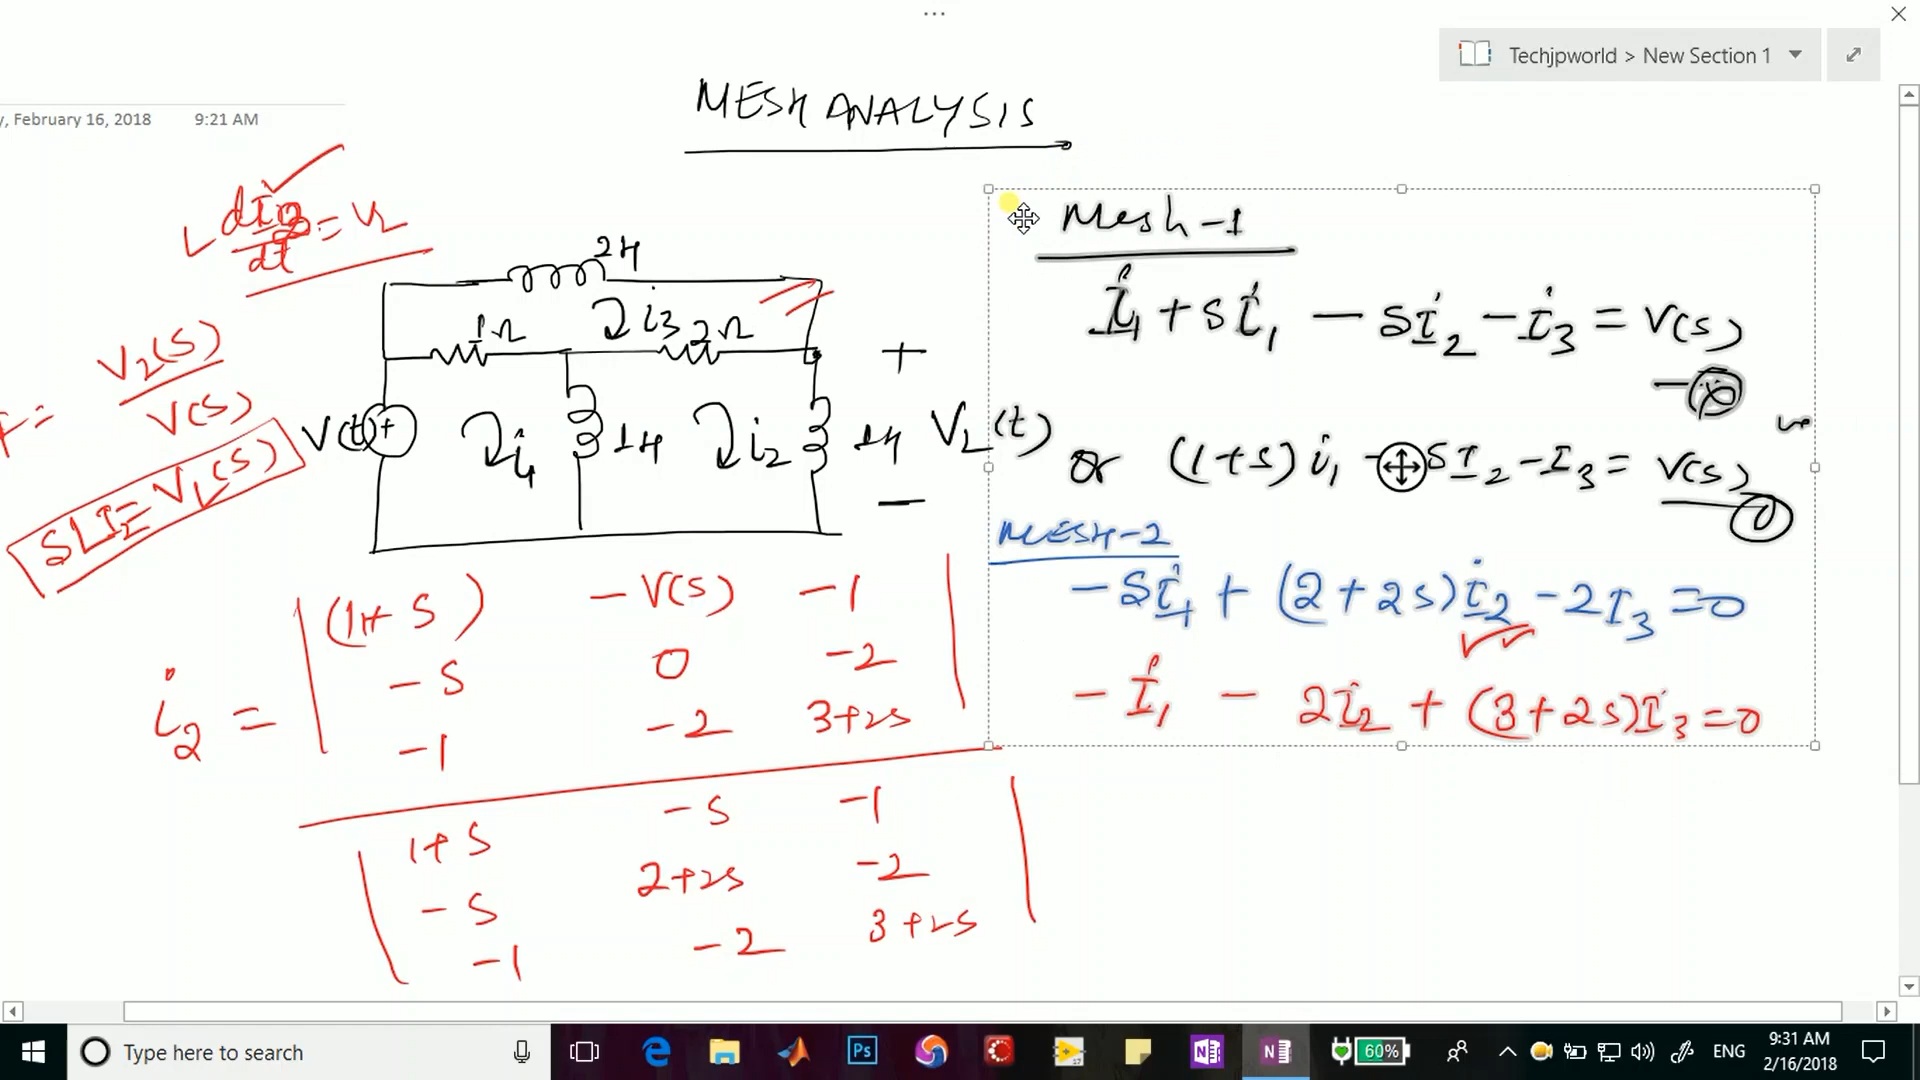 Techjpworld > New Section 1
y, February 16, 2018 9:21 AM
MESH ANALYSIS
L dI2/dt = VL
V2(S)
V(S)
SLI2 = VL(S)
2H
i3
1Ω 2Ω
V(t) + i1 1H i2 1H
+
VL(t)
−
Mesh-1
I1 + SI1 − SI2 − I3 = V(S)
or (1+S) i1 − SI2 − I3 = V(S)
MESH-2
− SI1 + (2+2S) I2 − 2I3 = 0
− I1 − 2I2 + (3+2S) I3 = 0
i2 =
(1+S) −V(S) −1
−S 0 −2
−1 −2 3+2S
1+S −S −1
−S 2+2S −2
−1 −2 3+2S
Type here to search
Ps
60%
ENG
9:31 AM
2/16/2018